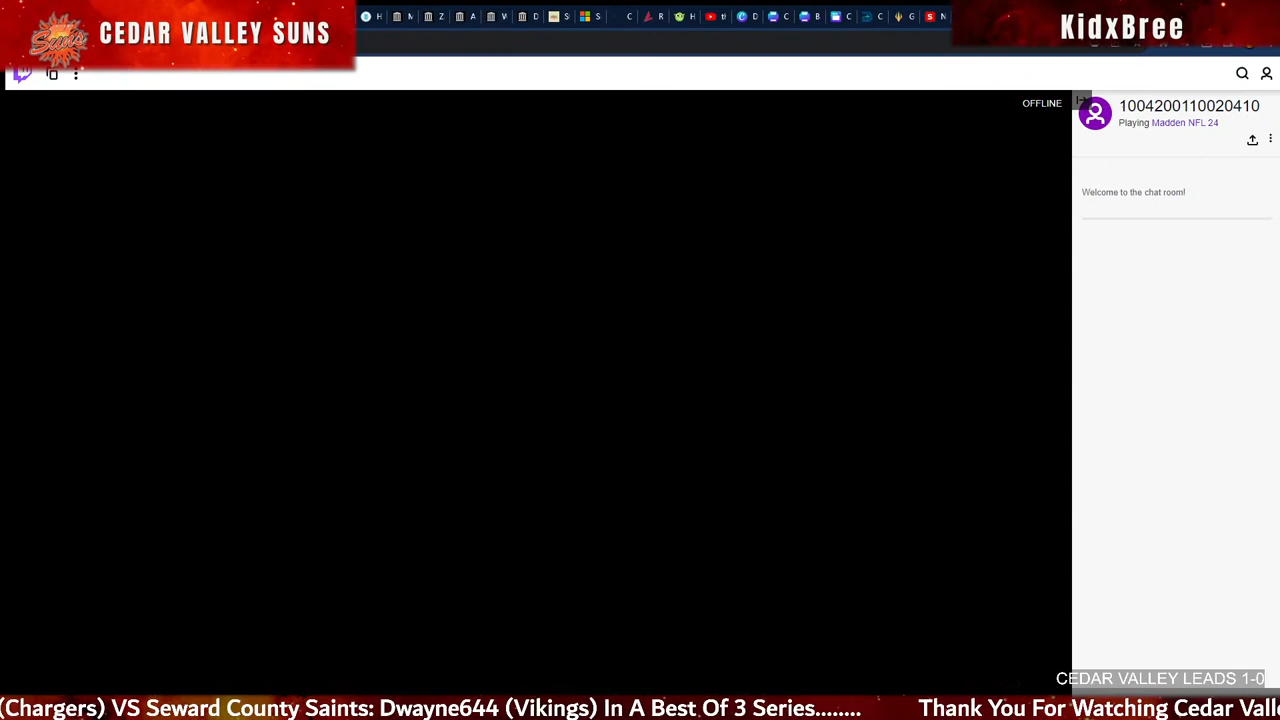 CEDAR VALLEY SUNS
Suns
KidxBree
OFFLINE
1004200110020410
Playing Madden NFL 24
Welcome to the chat room!
CEDAR VALLEY LEADS 1-0
(Chargers) VS Seward County Saints: Dwayne644 (Vikings) In A Best Of 3 Series........ Thank You For Watching Cedar Vall